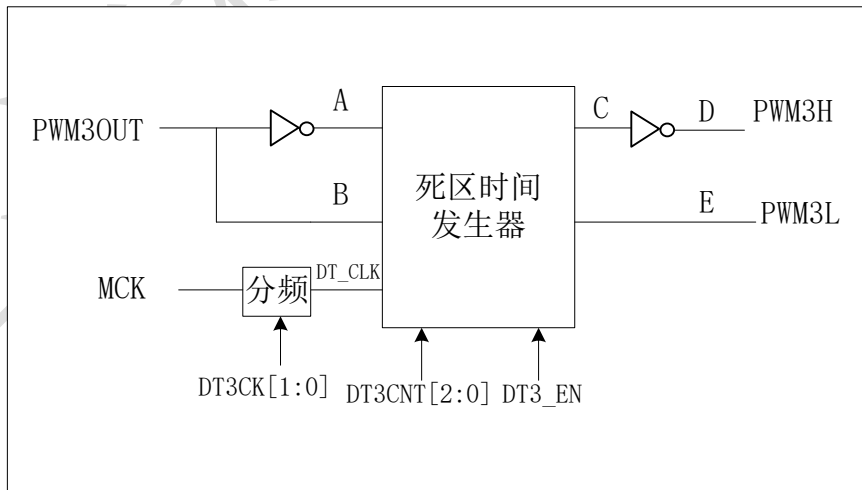 A
C
D
PWM3H
PWM3OUT
死区时间
发生器
B
E
PWM3L
MCK
分频
DT_CLK
DT3CK[1:0]
DT3CNT[2:0]
DT3_EN